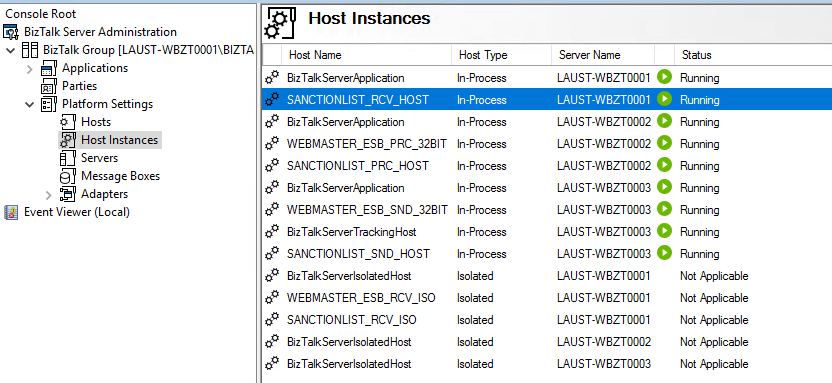 Console Root
BizTalk Server Administration
BizTalk Group [LAUST-WBZT0001\BIZTA
Applications
Parties
Platform Settings
Hosts
Host Instances
Servers
Message Boxes
Adapters
Event Viewer (Local)
Host Instances
Host Name Host Type Server Name Status
BizTalkServerApplication In-Process LAUST-WBZT0001 Running
SANCTIONLIST_RCV_HOST In-Process LAUST-WBZT0001 Running
BizTalkServerApplication In-Process LAUST-WBZT0002 Running
WEBMASTER_ESB_PRC_32BIT In-Process LAUST-WBZT0002 Running
SANCTIONLIST_PRC_HOST In-Process LAUST-WBZT0002 Running
BizTalkServerApplication In-Process LAUST-WBZT0003 Running
WEBMASTER_ESB_SND_32BIT In-Process LAUST-WBZT0003 Running
BizTalkServerTrackingHost In-Process LAUST-WBZT0003 Running
SANCTIONLIST_SND_HOST In-Process LAUST-WBZT0003 Running
BizTalkServerIsolatedHost Isolated LAUST-WBZT0001 Not Applicable
WEBMASTER_ESB_RCV_ISO Isolated LAUST-WBZT0001 Not Applicable
SANCTIONLIST_RCV_ISO Isolated LAUST-WBZT0001 Not Applicable
BizTalkServerIsolatedHost Isolated LAUST-WBZT0002 Not Applicable
BizTalkServerIsolatedHost Isolated LAUST-WBZT0003 Not Applicable